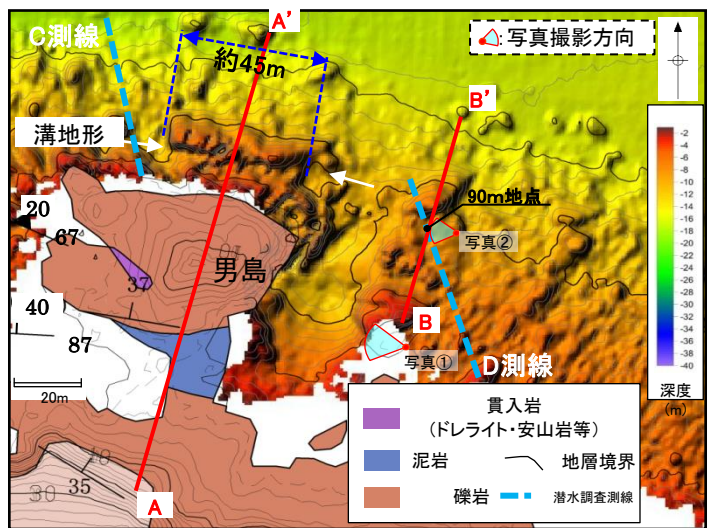 C測線
A'
:写真撮影方向
約45m
B'
溝地形
90m地点
写真②
20
67
37
男島
40
87
B
写真①
D測線
20m
35
30
A
-2
-4
-6
-8
-10
-12
-14
-16
-18
-20
-22
-24
-26
-28
-30
-32
-34
-36
-38
-40
深度
(m)
貫入岩
(ドレライト・安山岩等)
泥岩
地層境界
礫岩
潜水調査測線